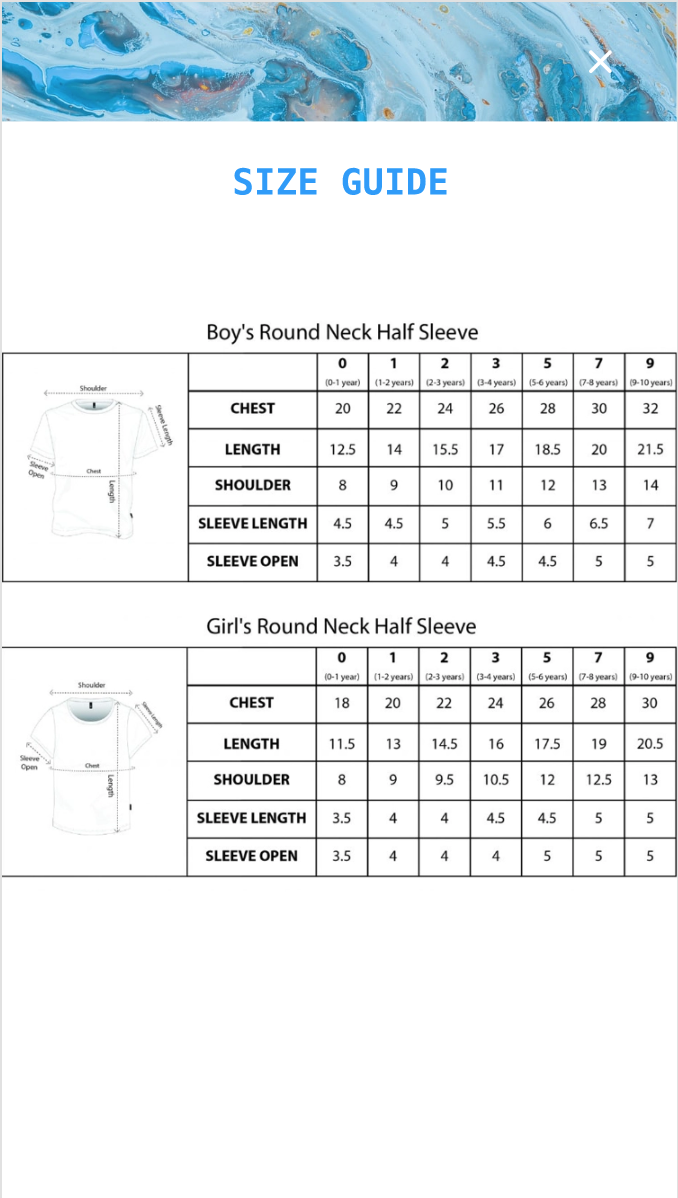 SIZE GUIDE
Boy's Round Neck Half Sleeve
0 1 2 3 5 7 9
(0-1 year) (1-2 years) (2-3 years) (3-4 years) (5-6 years) (7-8 years) (9-10 years)
Shoulder
Sleeve Length
Sleeve
Open
Chest
Length
CHEST 20 22 24 26 28 30 32
LENGTH 12.5 14 15.5 17 18.5 20 21.5
SHOULDER 8 9 10 11 12 13 14
SLEEVE LENGTH 4.5 4.5 5 5.5 6 6.5 7
SLEEVE OPEN 3.5 4 4 4.5 4.5 5 5
Girl's Round Neck Half Sleeve
0 1 2 3 5 7 9
(0-1 year) (1-2 years) (2-3 years) (3-4 years) (5-6 years) (7-8 years) (9-10 years)
Shoulder
Sleeve Length
Sleeve
Open
Chest
Length
CHEST 18 20 22 24 26 28 30
LENGTH 11.5 13 14.5 16 17.5 19 20.5
SHOULDER 8 9 9.5 10.5 12 12.5 13
SLEEVE LENGTH 3.5 4 4 4.5 4.5 5 5
SLEEVE OPEN 3.5 4 4 4 5 5 5